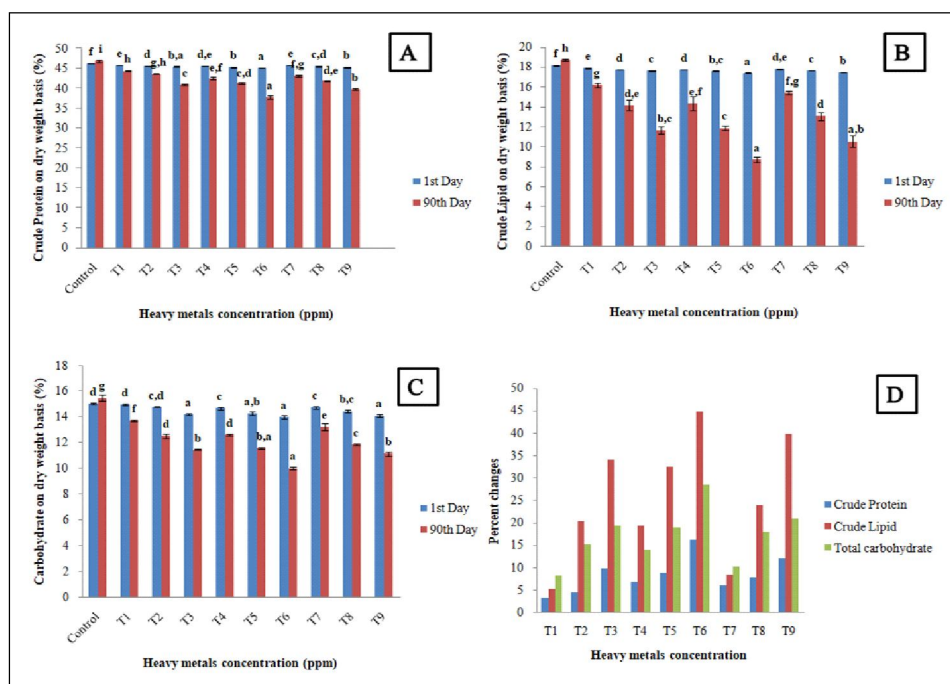 A
Crude Protein on dry weight basis (%)
50
45
40
35
30
25
20
15
10
5
0
f i e h d g,h b,a c d,e e,f b c,d a a e f,g c,d d,e b b
Control T1 T2 T3 T4 T5 T6 T7 T8 T9
Heavy metals concentration (ppm)
1st Day
90th Day
B
Crude Lipid on dry weight basis (%)
20
18
16
14
12
10
8
6
4
2
0
f h e g d d,e c b,c d e,f b,c c a a d,e f,g c d b a,b
Control T1 T2 T3 T4 T5 T6 T7 T8 T9
Heavy metal concentration (ppm)
1st Day
90th Day
C
Carbohydrate on dry weight basis (%)
18
16
14
12
10
8
6
4
2
0
d g d f c,d d a b c d a,b b,a a a c e b,c c a b
Control T1 T2 T3 T4 T5 T6 T7 T8 T9
Heavy metals concentration (ppm)
1st Day
90th Day
D
Percent changes
50
45
40
35
30
25
20
15
10
5
0
T1 T2 T3 T4 T5 T6 T7 T8 T9
Heavy metals concentration
Crude Protein
Crude Lipid
Total carbohydrate